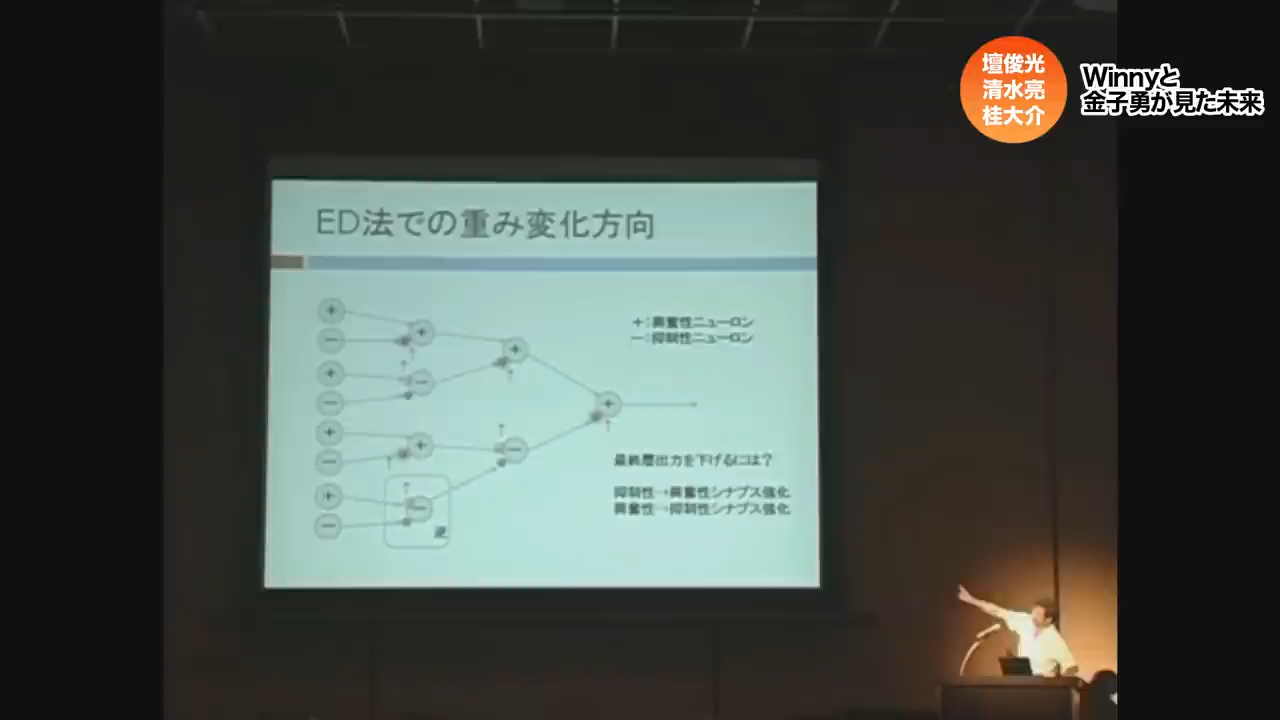 壇俊光
清水亮
桂大介
Winnyと
金子勇が見た未来
ED法での重み変化方向
+:興奮性ニューロン
−:抑制性ニューロン
最終層出力を下げるには?
抑制性→興奮性シナプス強化
興奮性→抑制性シナプス強化
逆